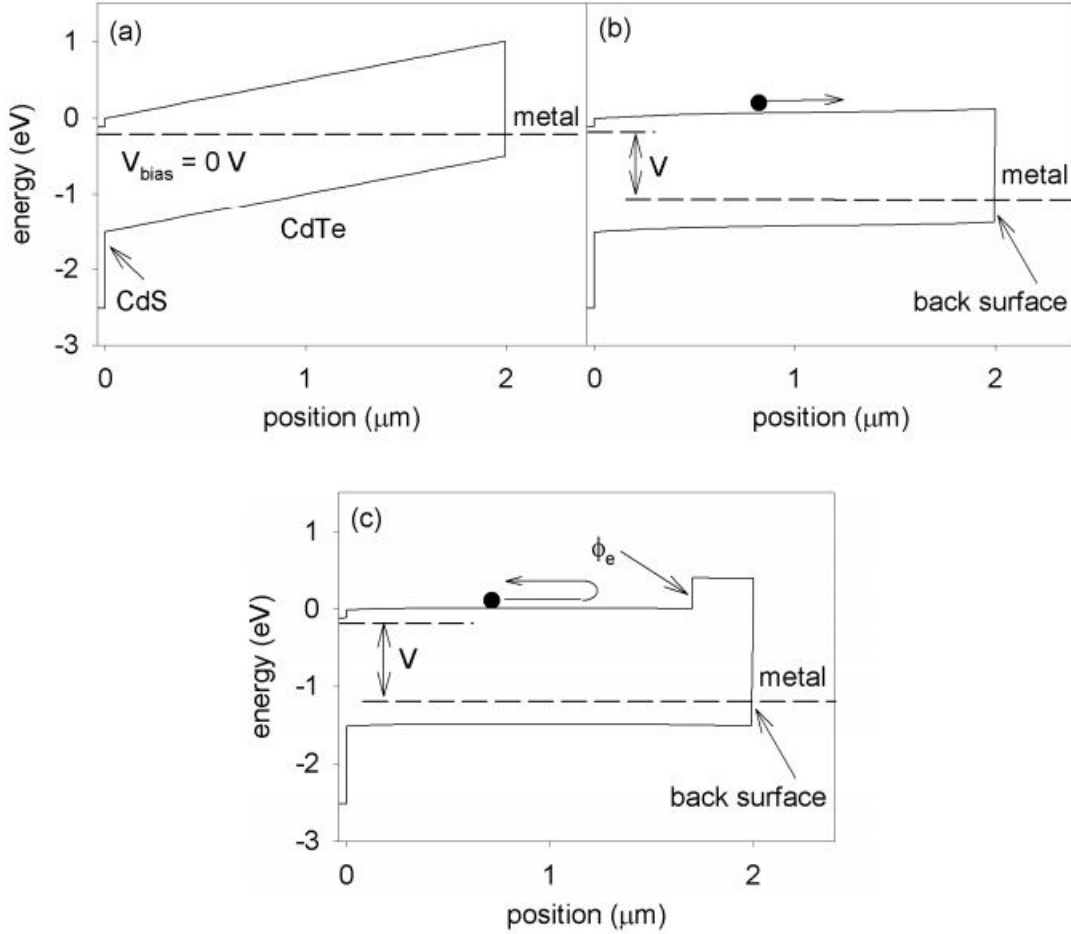 (a)
1
0
-1
-2
-3
energy (eV)
metal
V_bias = 0 V
CdTe
CdS
0
1
2
position (μm)
(b)
V
metal
back surface
0
1
2
position (μm)
(c)
1
0
-1
-2
-3
energy (eV)
ϕ_e
V
metal
back surface
0
1
2
position (μm)